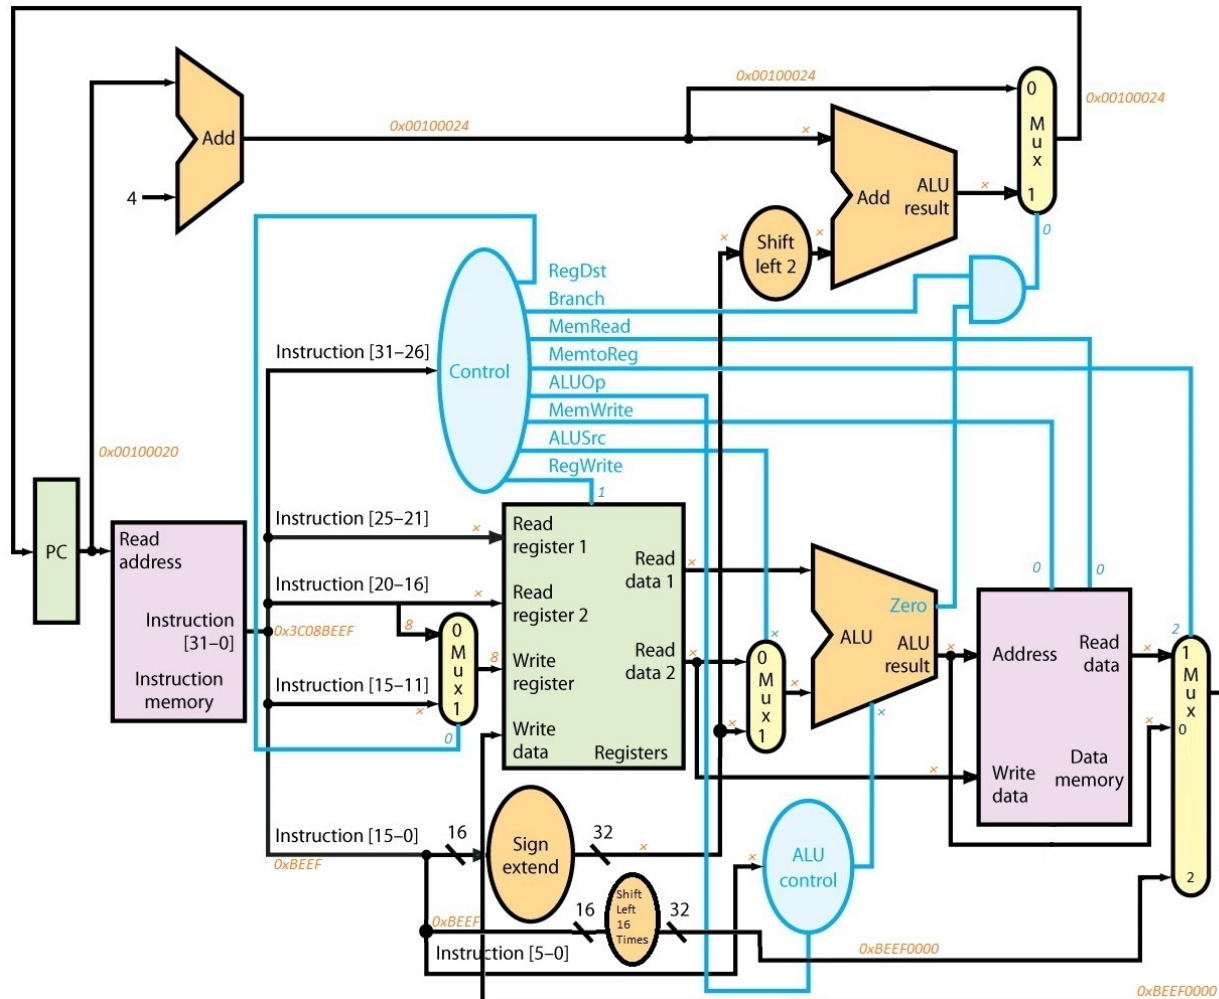 0x00100024
0
0x00100024
M
u
x
1
Add
0x00100024
×
4
Add
ALU
result
×
×
×
Shift
left 2
0
RegDst
Branch
MemRead
MemtoReg
ALUOp
MemWrite
ALUSrc
RegWrite
Control
Instruction [31–26]
0x00100020
1
PC
Read
address
Instruction
[31–0]
Instruction
memory
0x3C08BEEF
Instruction [25–21]
×
Instruction [20–16]
×
8
0
M
u
x
1
8
Instruction [15–11]
×
0
Read
register 1
Read
register 2
Write
register
Write
data
Read
data 1
Read
data 2
Registers
×
×
×
0
M
u
x
1
×
×
ALU
Zero
ALU
result
×
×
0
0
Address
Read
data
Write
data
Data
memory
×
×
×
2
1
M
u
x
0
2
Instruction [15–0]
0xBEEF
16
Sign
extend
32
×
×
ALU
control
0xBEEF
16
Shift
Left
16
Times
32
Instruction [5–0]
0xBEEF0000
0xBEEF0000